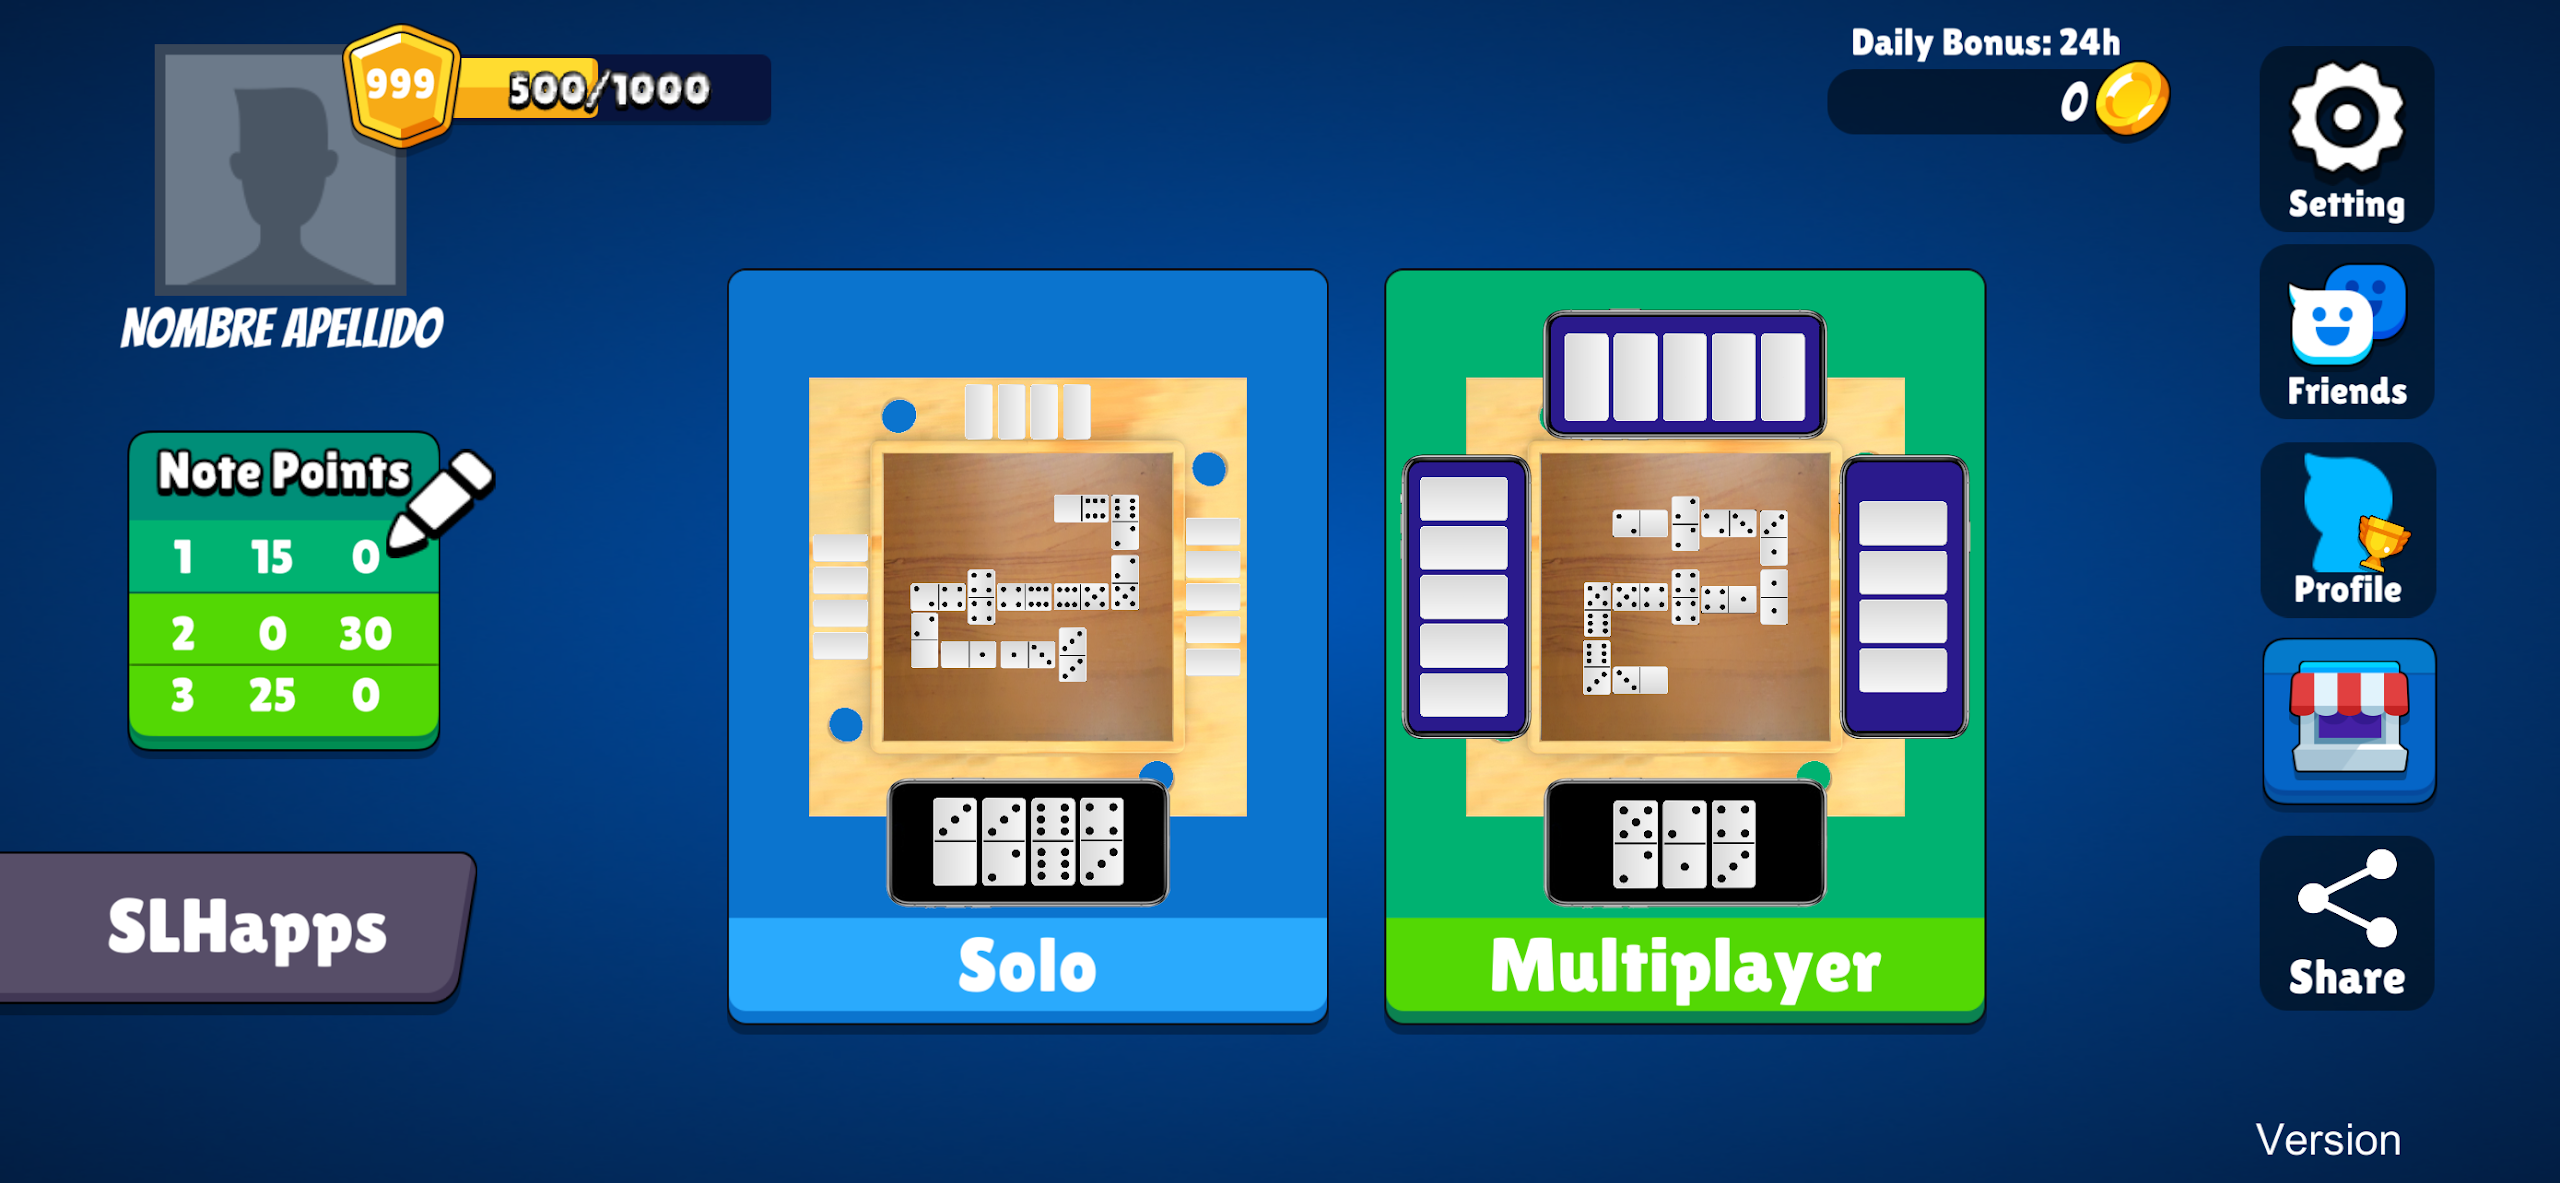 999
500/1000
Daily Bonus: 24h
0
NOMBRE APELLIDO
Note Points
1 15 0
2 0 30
3 25 0
SLHapps
Solo
Multiplayer
Setting
Friends
Profile
Share
Version